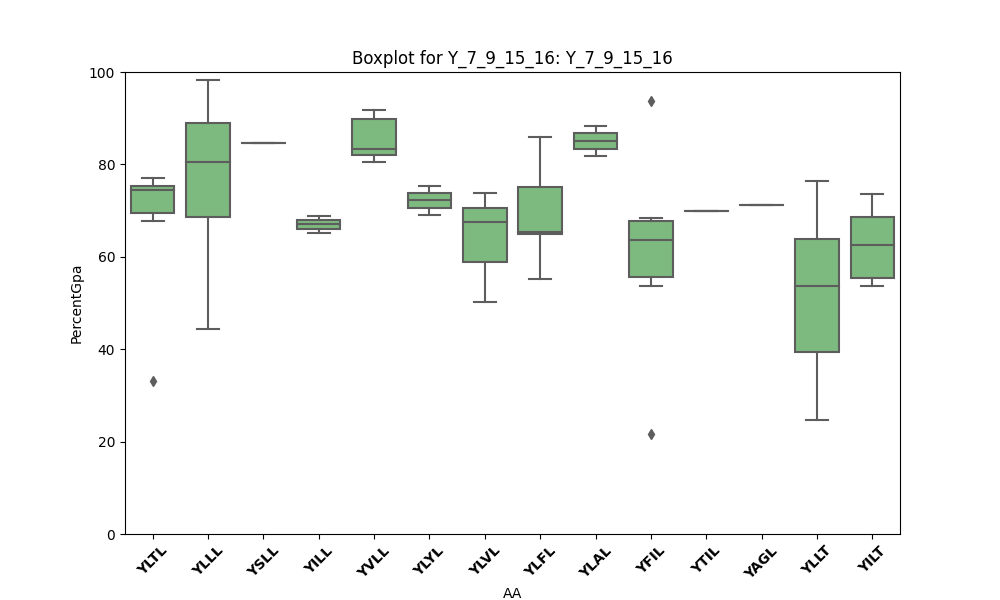 Boxplot for Y_7_9_15_16: Y_7_9_15_16
PercentGpa
100
80
60
40
20
0
YLTL YLLL YSLL YILL YVLL YLYL YLVL YLFL YLAL YFIL YTIL YAGL YLLT YILT
AA